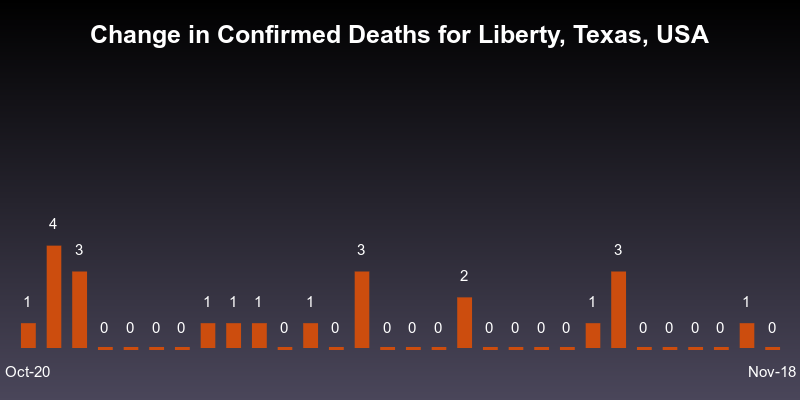 Change in Confirmed Deaths for Liberty, Texas, USA
1 4 3 0 0 0 0 1 1 1 0 1 0 3 0 0 0 2 0 0 0 0 1 3 0 0 0 0 1 0
Oct-20 Nov-18